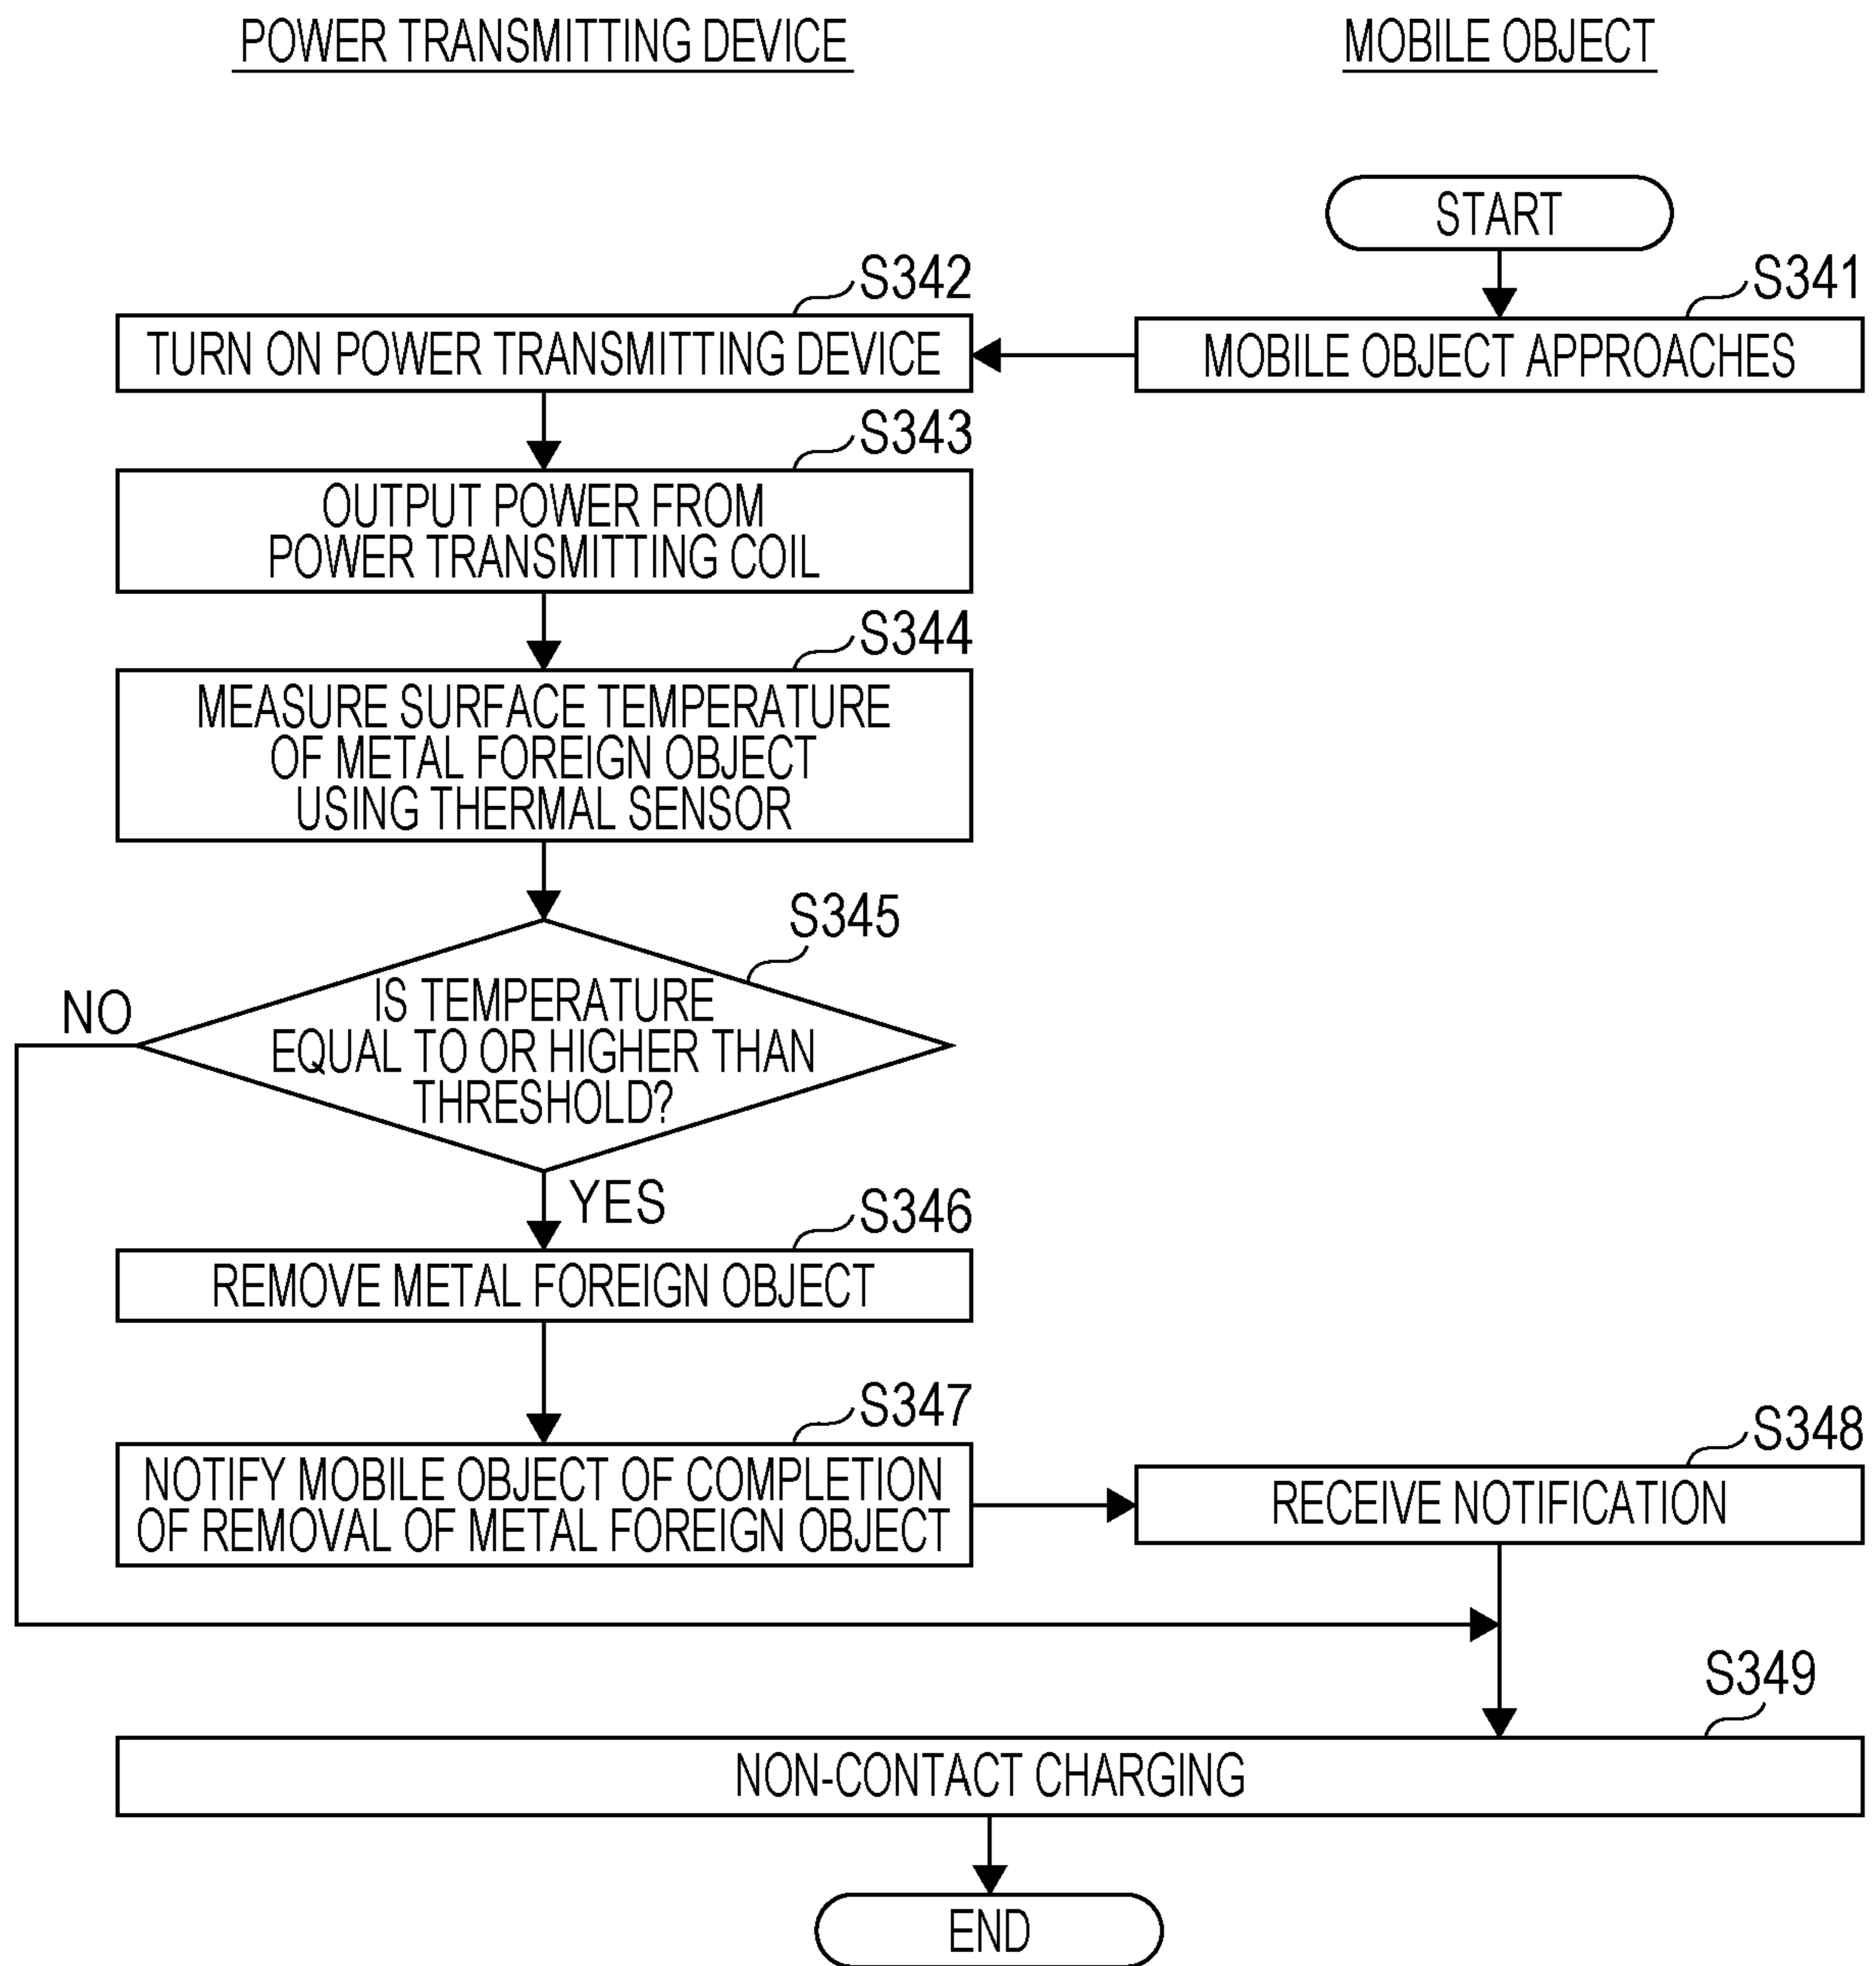 POWER TRANSMITTING DEVICE
MOBILE OBJECT
START
S341
MOBILE OBJECT APPROACHES
S342
TURN ON POWER TRANSMITTING DEVICE
S343
OUTPUT POWER FROM
POWER TRANSMITTING COIL
S344
MEASURE SURFACE TEMPERATURE
OF METAL FOREIGN OBJECT
USING THERMAL SENSOR
S345
IS TEMPERATURE
EQUAL TO OR HIGHER THAN
THRESHOLD?
NO
YES
S346
REMOVE METAL FOREIGN OBJECT
S347
NOTIFY MOBILE OBJECT OF COMPLETION
OF REMOVAL OF METAL FOREIGN OBJECT
S348
RECEIVE NOTIFICATION
S349
NON-CONTACT CHARGING
END